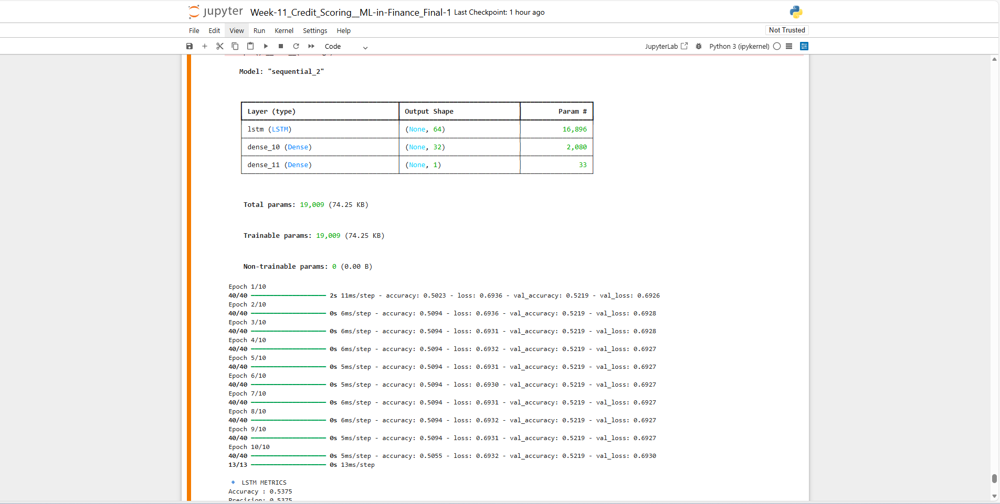 jupyter Week-11_Credit_Scoring__ML-in-Finance_Final-1 Last Checkpoint: 1 hour ago
File Edit View Run Kernel Settings Help Not Trusted
Code JupyterLab Python 3 (ipykernel)
Model: "sequential_2"
Layer (type) Output Shape Param #
lstm (LSTM) (None, 64) 16,896
dense_10 (Dense) (None, 32) 2,080
dense_11 (Dense) (None, 1) 33
Total params: 19,009 (74.25 KB)
Trainable params: 19,009 (74.25 KB)
Non-trainable params: 0 (0.00 B)
Epoch 1/10
40/40 2s 11ms/step - accuracy: 0.5023 - loss: 0.6936 - val_accuracy: 0.5219 - val_loss: 0.6926
Epoch 2/10
40/40 0s 6ms/step - accuracy: 0.5094 - loss: 0.6936 - val_accuracy: 0.5219 - val_loss: 0.6928
Epoch 3/10
40/40 0s 6ms/step - accuracy: 0.5094 - loss: 0.6931 - val_accuracy: 0.5219 - val_loss: 0.6928
Epoch 4/10
40/40 0s 6ms/step - accuracy: 0.5094 - loss: 0.6932 - val_accuracy: 0.5219 - val_loss: 0.6927
Epoch 5/10
40/40 0s 5ms/step - accuracy: 0.5094 - loss: 0.6931 - val_accuracy: 0.5219 - val_loss: 0.6927
Epoch 6/10
40/40 0s 5ms/step - accuracy: 0.5094 - loss: 0.6930 - val_accuracy: 0.5219 - val_loss: 0.6927
Epoch 7/10
40/40 0s 6ms/step - accuracy: 0.5094 - loss: 0.6931 - val_accuracy: 0.5219 - val_loss: 0.6927
Epoch 8/10
40/40 0s 6ms/step - accuracy: 0.5094 - loss: 0.6932 - val_accuracy: 0.5219 - val_loss: 0.6927
Epoch 9/10
40/40 0s 5ms/step - accuracy: 0.5094 - loss: 0.6931 - val_accuracy: 0.5219 - val_loss: 0.6927
Epoch 10/10
40/40 0s 5ms/step - accuracy: 0.5055 - loss: 0.6932 - val_accuracy: 0.5219 - val_loss: 0.6930
13/13 0s 13ms/step
LSTM METRICS
Accuracy : 0.5375
Precision: 0.5375